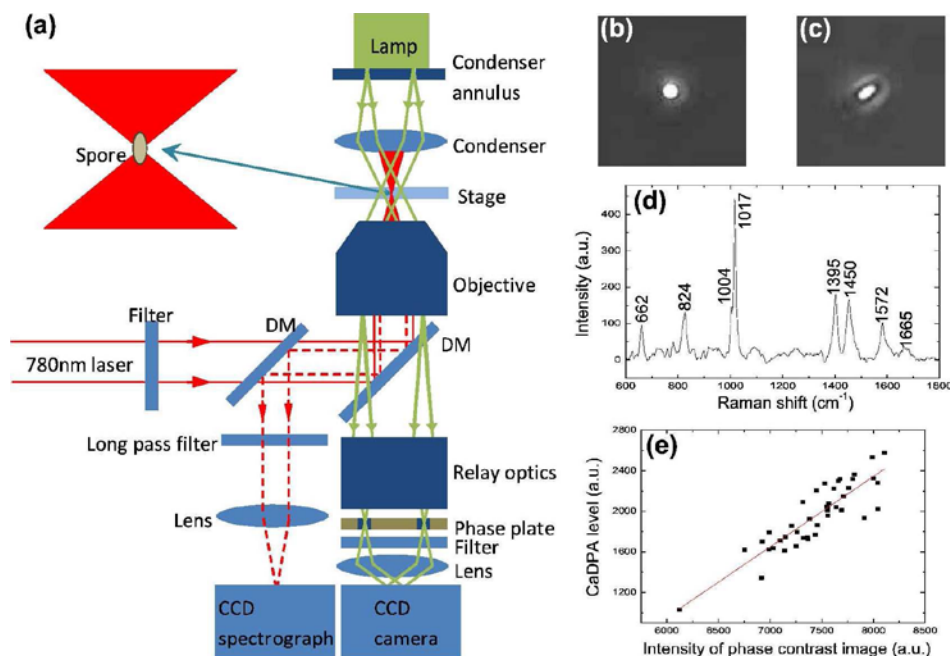 (a)
Lamp
Condenser
annulus
Condenser
Spore
Stage
Objective
Filter
DM
DM
780nm laser
Long pass filter
Relay optics
Lens
Phase plate
Filter
Lens
CCD
spectrograph
CCD
camera
(b)
(c)
(d)
Intensity (a.u.)
400
300
200
100
0
662
824
1004
1017
1395
1450
1572
1665
600 800 1000 1200 1400 1600 1800
Raman shift (cm⁻¹)
(e)
CaDPA level (a.u.)
2800
2400
2000
1600
1200
6000 6500 7000 7500 8000 8500
Intensity of phase contrast image (a.u.)